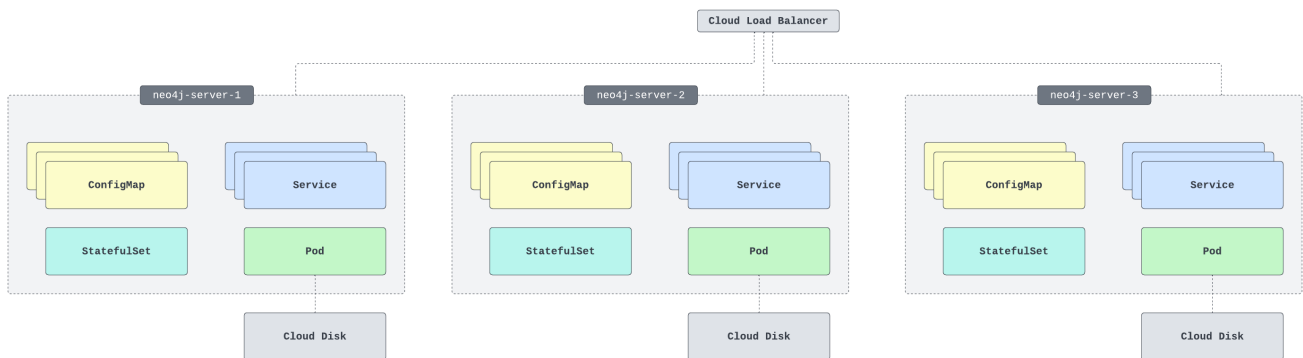 Cloud Load Balancer
neo4j-server-1
neo4j-server-2
neo4j-server-3
ConfigMap
Service
ConfigMap
Service
ConfigMap
Service
StatefulSet
Pod
StatefulSet
Pod
StatefulSet
Pod
Cloud Disk
Cloud Disk
Cloud Disk